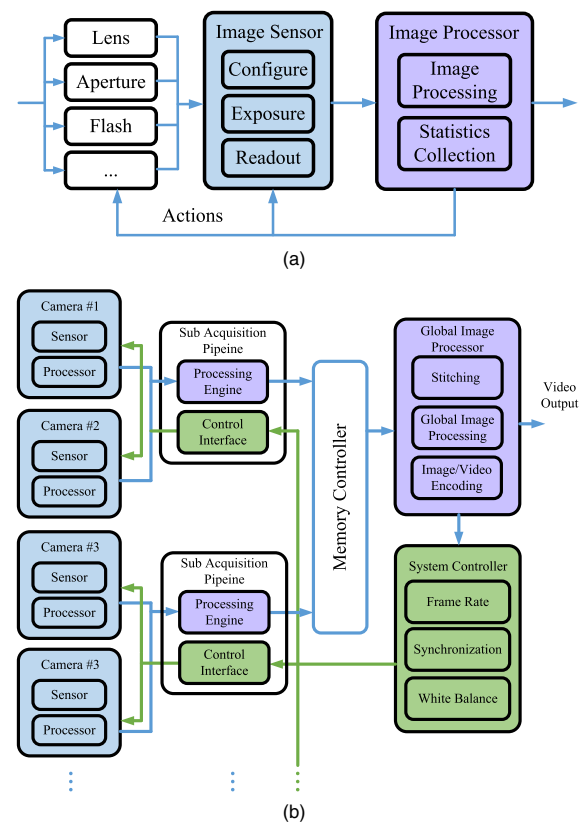 Lens
Aperture
Flash
...
Image Sensor
Configure
Exposure
Readout
Image Processor
Image
Processing
Statistics
Collection
Actions
(a)
Camera #1
Sensor
Processor
Camera #2
Sensor
Processor
Camera #3
Sensor
Processor
Camera #3
Sensor
Processor
Sub Acquisition
Pipeine
Processing
Engine
Control
Interface
Sub Acquisition
Pipeine
Processing
Engine
Control
Interface
Memory Controller
Global Image
Processor
Stitching
Global Image
Processing
Image/Video
Encoding
Video
Output
System Controller
Frame Rate
Synchronization
White Balance
(b)